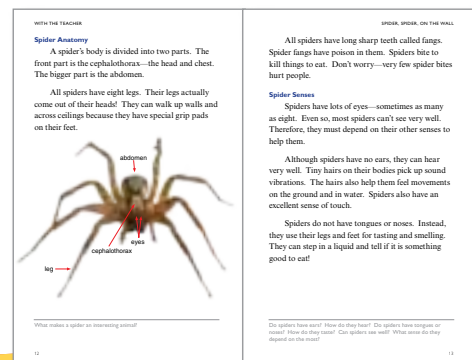 WITH THE TEACHER
Spider Anatomy
A spider's body is divided into two parts. The
front part is the cephalothorax—the head and chest.
The bigger part is the abdomen.
All spiders have eight legs. Their legs actually
come out of their heads! They can walk up walls and
across ceilings because they have special grip pads
on their feet.
abdomen
eyes
cephalothorax
leg
What makes a spider an interesting animal?
12
SPIDER, SPIDER, ON THE WALL
All spiders have long sharp teeth called fangs.
Spider fangs have poison in them. Spiders bite to
kill things to eat. Don't worry—very few spider bites
hurt people.
Spider Senses
Spiders have lots of eyes—sometimes as many
as eight. Even so, most spiders can't see very well.
Therefore, they must depend on their other senses to
help them.
Although spiders have no ears, they can hear
very well. Tiny hairs on their bodies pick up sound
vibrations. The hairs also help them feel movements
on the ground and in water. Spiders also have an
excellent sense of touch.
Spiders do not have tongues or noses. Instead,
they use their legs and feet for tasting and smelling.
They can step in a liquid and tell if it is something
good to eat!
Do spiders have ears? How do they hear? Do spiders have tongues or
noses? How do they taste? Can spiders see well? What sense do they
depend on the most?
13